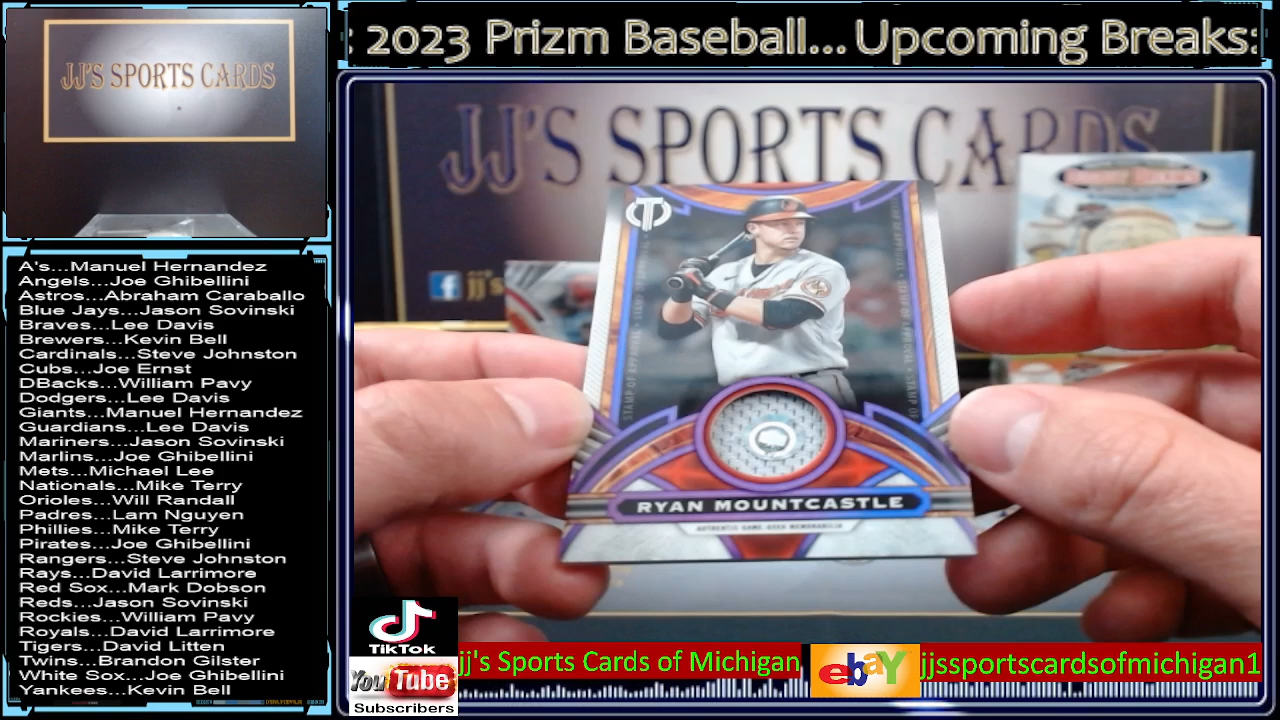 JJ'S SPORTS CARDS
: 2023 Prizm Baseball... Upcoming Breaks:
JJ'S SPORTS CARDS
jj's
STAMP OF
RYAN MOUNTCASTLE
AUTHENTIC GAME-USED MEMORABILIA
A's...Manuel Hernandez
Angels...Joe Ghibellini
Astros...Abraham Caraballo
Blue Jays...Jason Sovinski
Braves...Lee Davis
Brewers...Kevin Bell
Cardinals...Steve Johnston
Cubs...Joe Ernst
DBacks...William Pavy
Dodgers...Lee Davis
Giants...Manuel Hernandez
Guardians...Lee Davis
Mariners...Jason Sovinski
Marlins...Joe Ghibellini
Mets...Michael Lee
Nationals...Mike Terry
Orioles...Will Randall
Padres...Lam Nguyen
Phillies...Mike Terry
Pirates...Joe Ghibellini
Rangers...Steve Johnston
Rays...David Larrimore
Red Sox...Mark Dobson
Reds...Jason Sovinski
Rockies...William Pavy
Royals...David Larrimore
Tigers...David Litten
Twins...Brandon Gilster
White Sox...Joe Ghibellini
Yankees...Kevin Bell
TikTok
YouTube
Subscribers
jj's Sports Cards of Michigan
ebaY
jjssportscardsofmichigan1